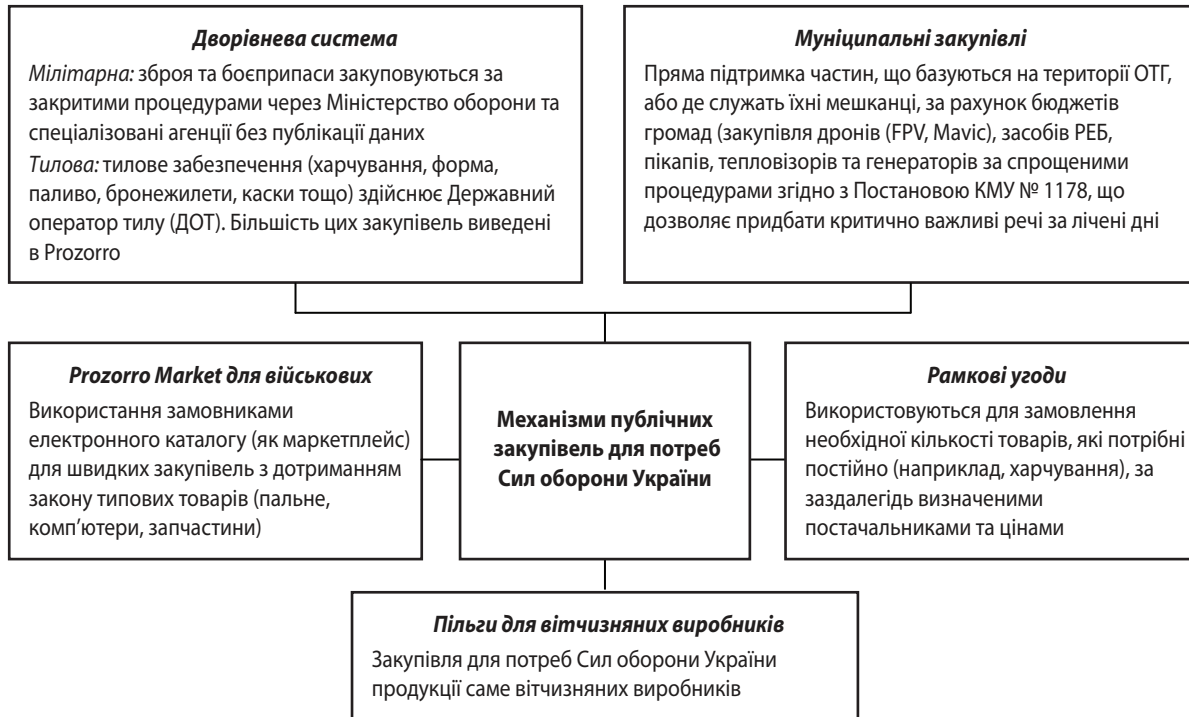 Дворівнева система
Мілітарна: зброя та боєприпаси закуповуються за
закритими процедурами через Міністерство оборони та
спеціалізовані агенції без публікації даних
Тилова: тилове забезпечення (харчування, форма,
паливо, бронежилети, каски тощо) здійснює Державний
оператор тилу (ДОТ). Більшість цих закупівель виведені
в Prozorro
Муніципальні закупівлі
Пряма підтримка частин, що базуються на території ОТГ,
або де служать їхні мешканці, за рахунок бюджетів
громад (закупівля дронів (FPV, Mavic), засобів РЕБ,
пікапів, тепловізорів та генераторів за спрощеними
процедурами згідно з Постановою КМУ № 1178, що
дозволяє придбати критично важливі речі за лічені дні
Prozorro Market для військових
Використання замовниками
електронного каталогу (як маркетплейс)
для швидких закупівель з дотриманням
закону типових товарів (пальне,
комп’ютери, запчастини)
Механізми публічних
закупівель для потреб
Сил оборони України
Рамкові угоди
Використовуються для замовлення
необхідної кількості товарів, які потрібні
постійно (наприклад, харчування), за
заздалегідь визначеними
постачальниками та цінами
Пільги для вітчизняних виробників
Закупівля для потреб Сил оборони України
продукції саме вітчизняних виробників